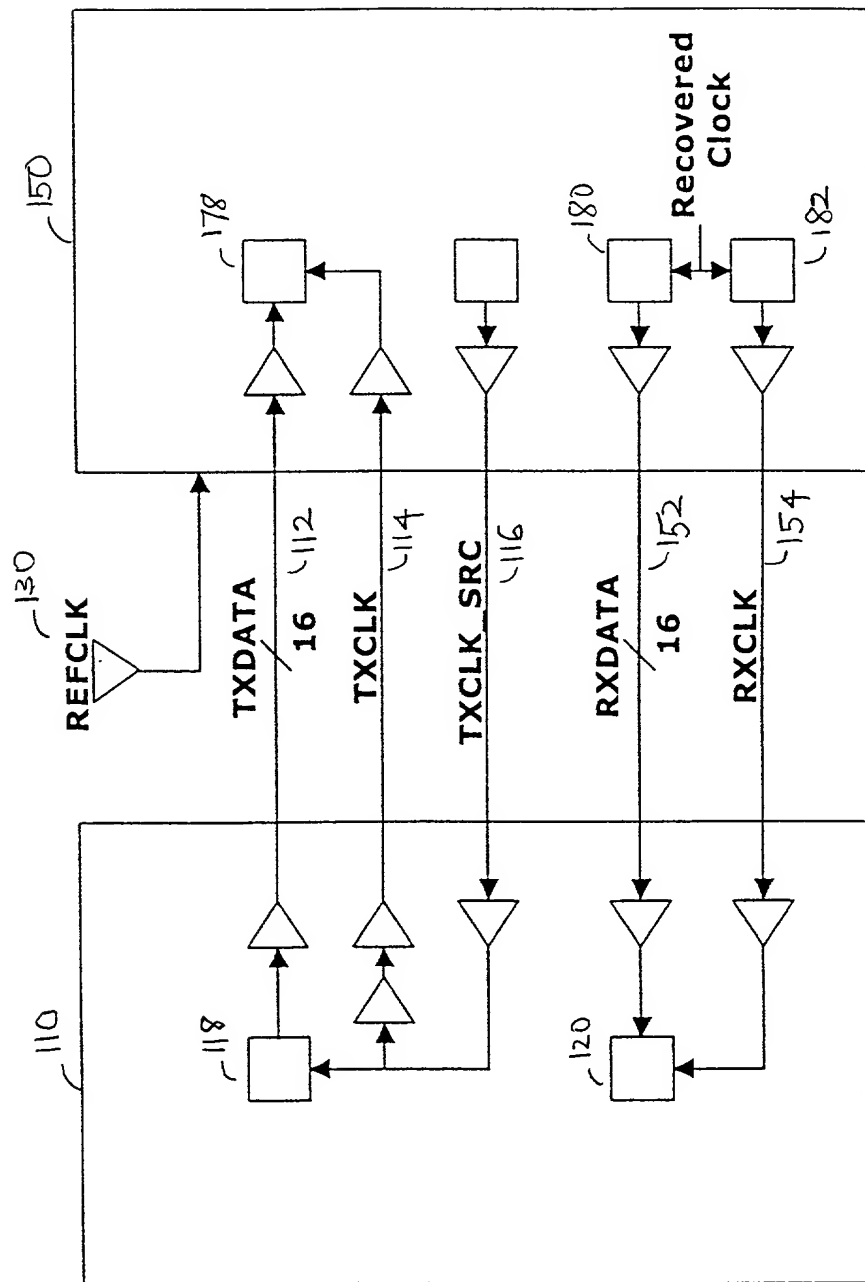 150
178
180
Recovered
Clock
182
130
REFCLK
TXDATA
16
112
TXCLK
114
TXCLK_SRC
116
RXDATA
16
152
RXCLK
154
110
118
120